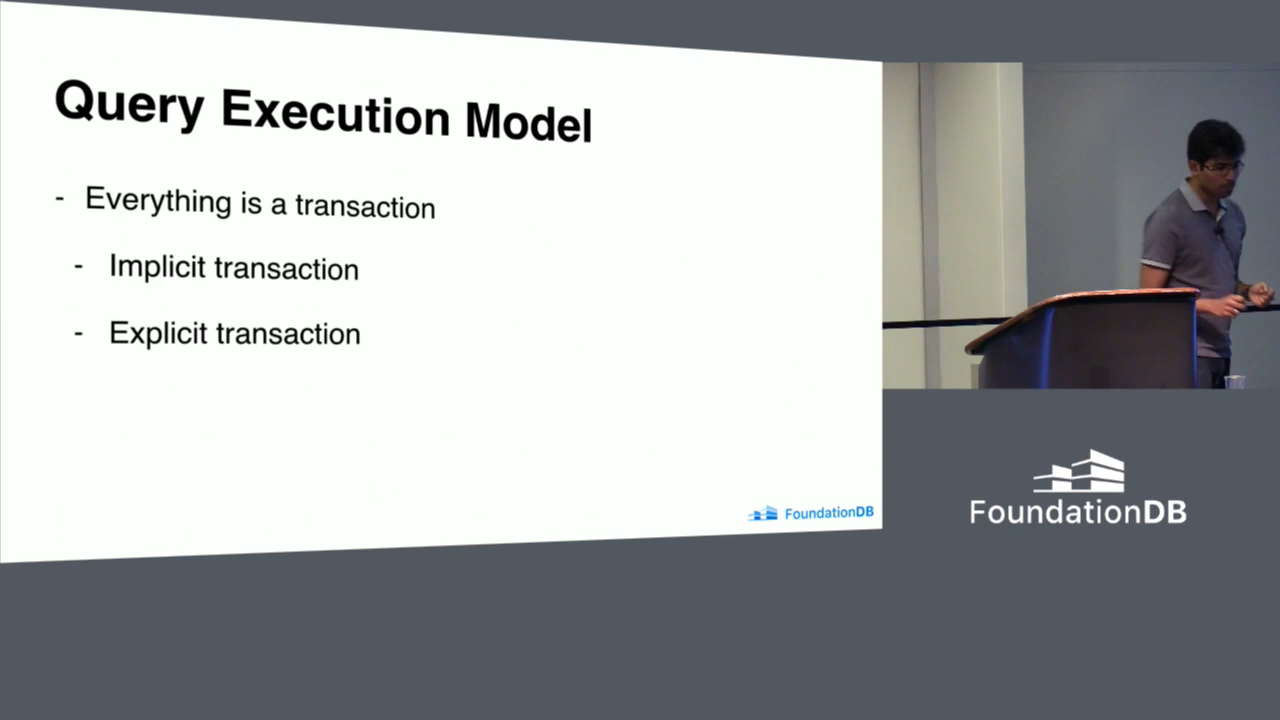 Query Execution Model
- Everything is a transaction
- Implicit transaction
- Explicit transaction
FoundationDB
FoundationDB